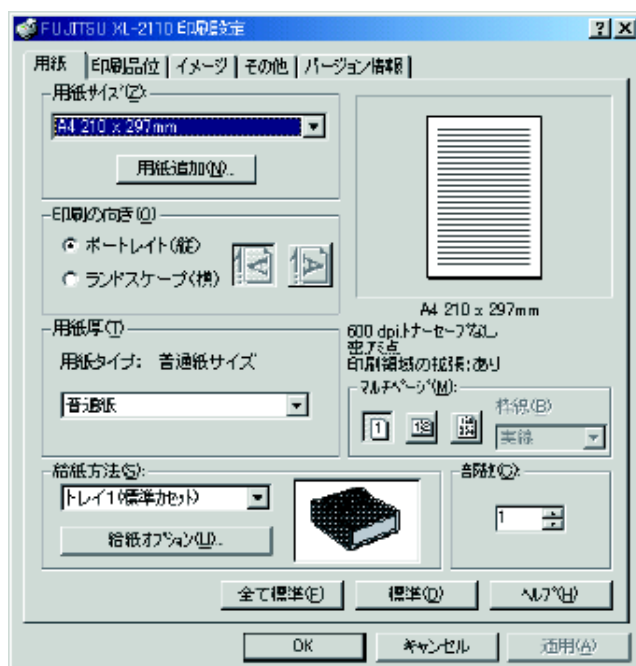 FUJITSU XL-2110 印刷設定
用紙 印刷品位 イメージ その他 バージョン情報
用紙サイズ(Z):
A4 210 x 297mm
用紙追加(N)...
印刷の向き(O)
ポートレイト(縦)
ランドスケープ(横)
A4 210 x 297mm
600 dpi,トナーセーブなし
印刷領域の拡張:あり
用紙厚(T)
用紙タイプ: 普通紙サイズ
普通紙
マルチページ(M):
枠線(B)
実線
給紙方法(S):
トレイ1(標準カセット)
給紙オプション(U)...
部数(C):
1
全て標準(E) 標準(D) ヘルプ(H)
OK キャンセル 適用(A)